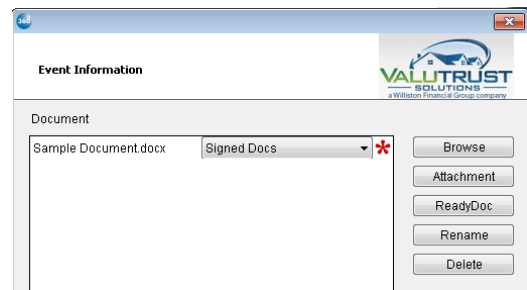 360
Event Information
VALUTRUST
SOLUTIONS
a Williston Financial Group company
Document
Sample Document.docx Signed Docs *
Browse
Attachment
ReadyDoc
Rename
Delete